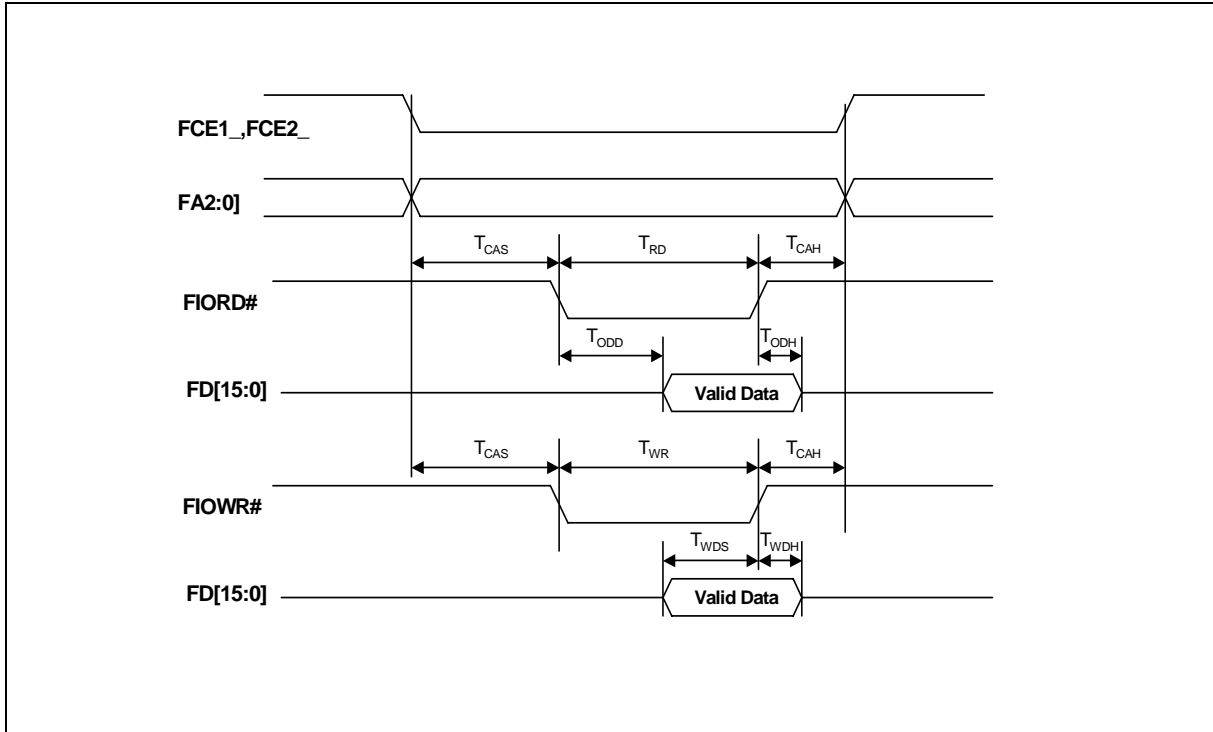 FCE1_,FCE2_
FA2:0]
TCAS TRD TCAH
FIORD#
TODD TODH
FD[15:0] Valid Data
TCAS TWR TCAH
FIOWR#
TWDS TWDH
FD[15:0] Valid Data